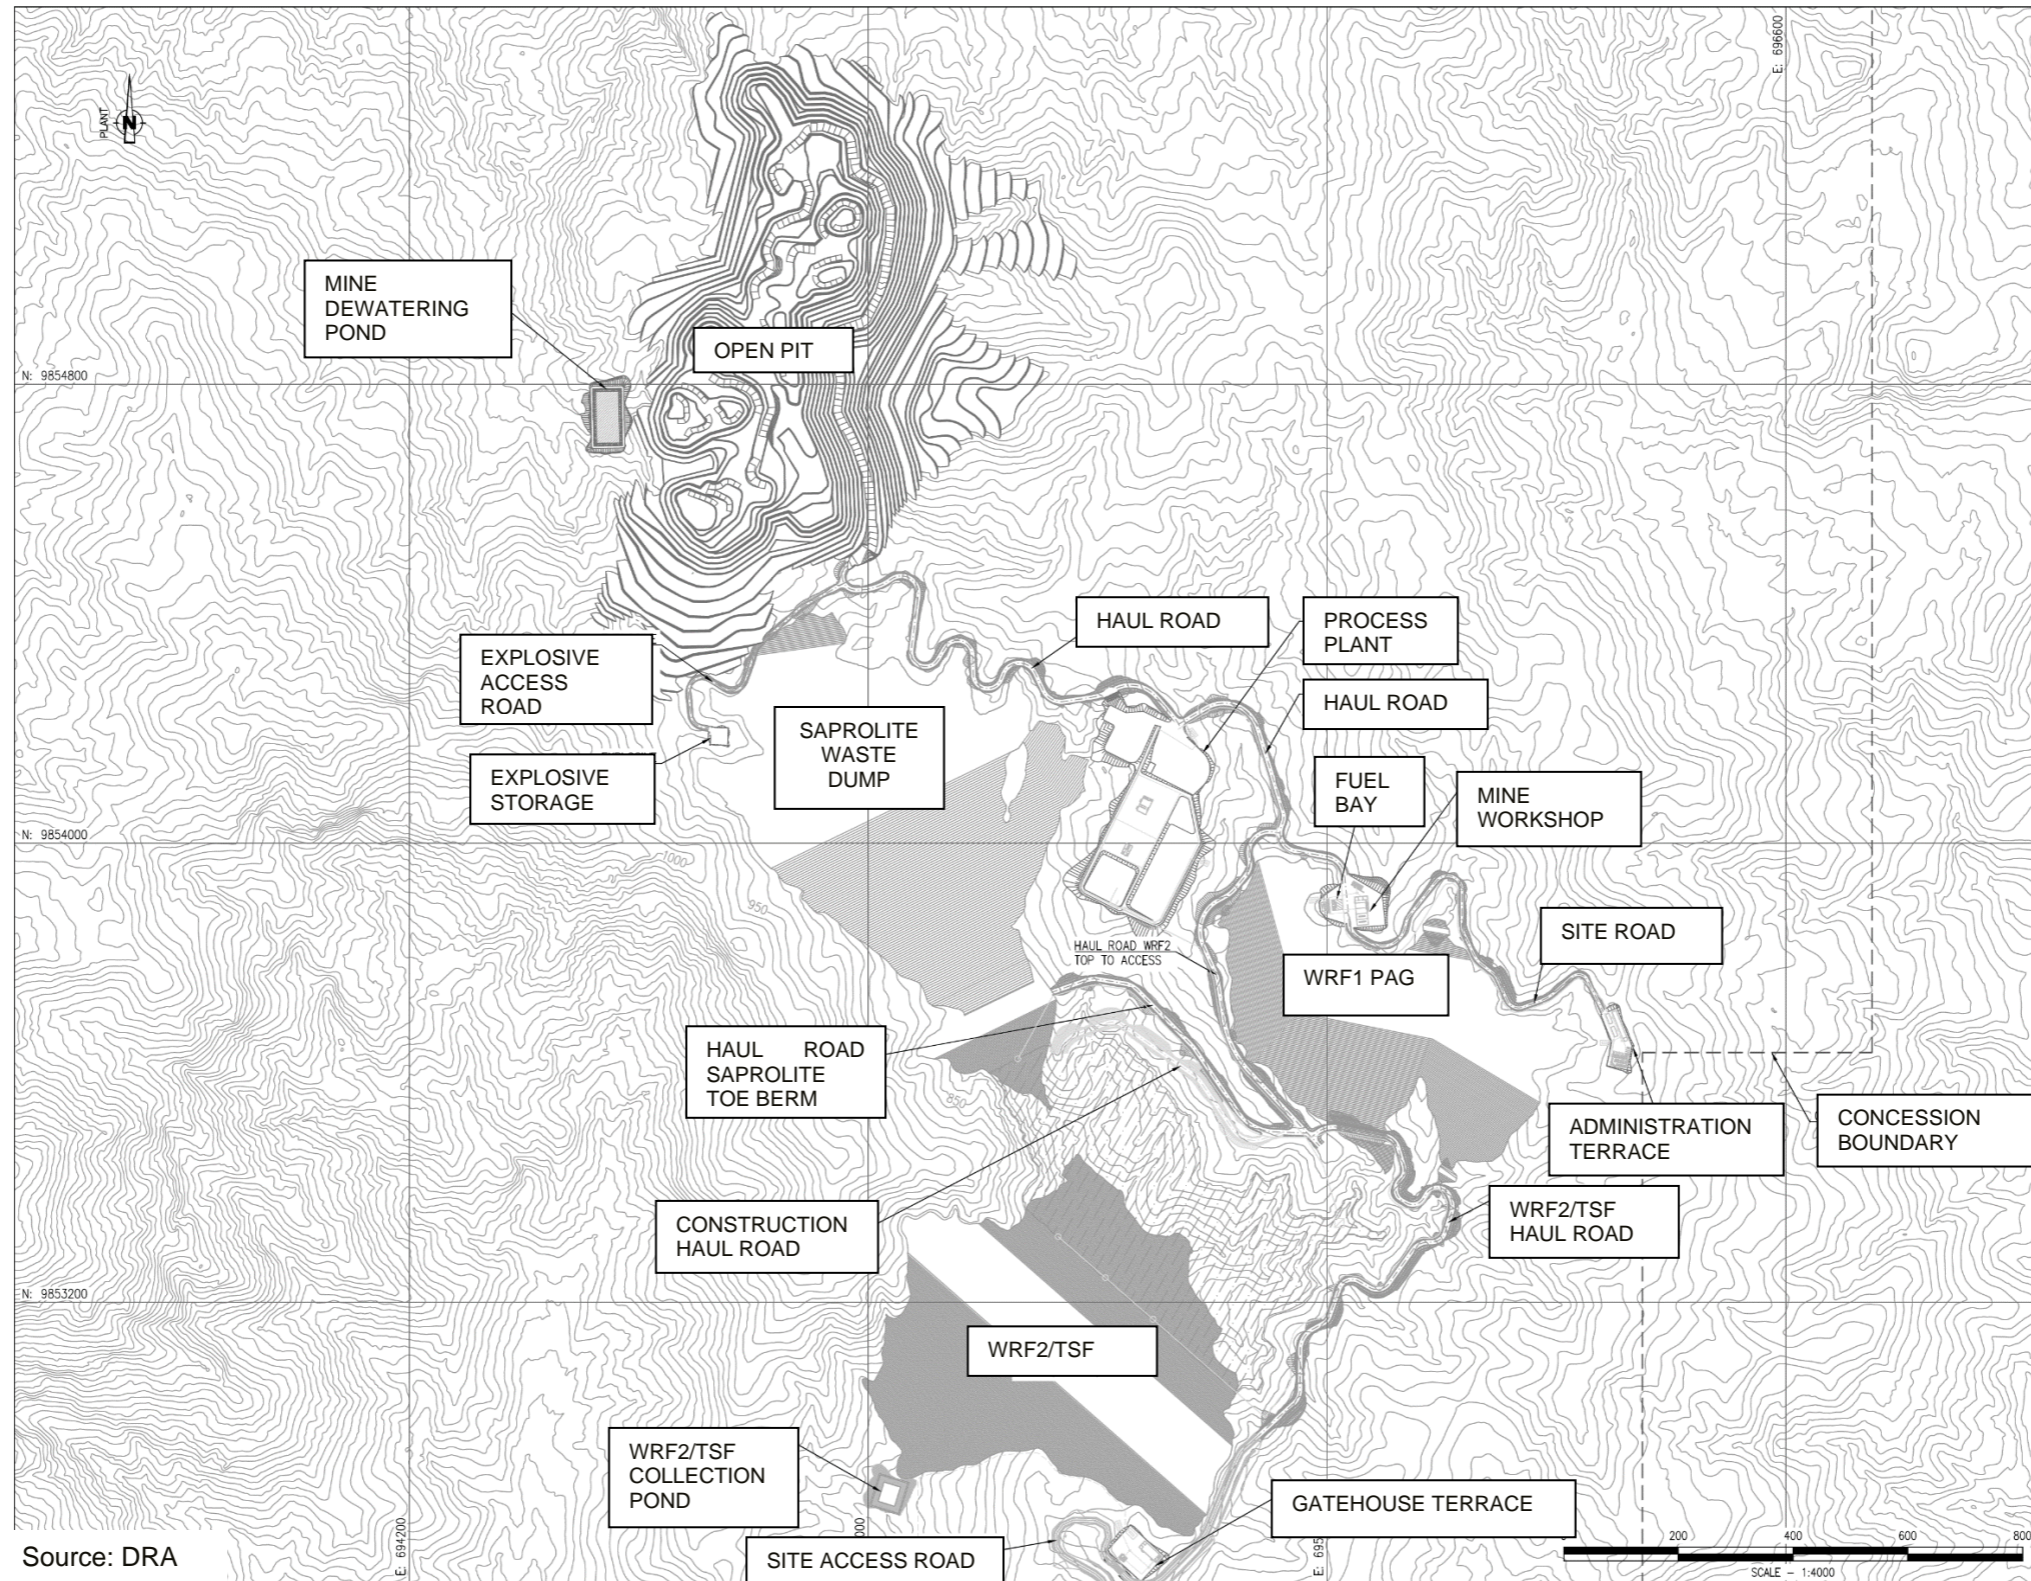 E: 696600
PLANT
N
MINE
DEWATERING
POND
OPEN PIT
N: 9854800
HAUL ROAD
PROCESS
PLANT
EXPLOSIVE
ACCESS
ROAD
HAUL ROAD
SAPROLITE
WASTE
DUMP
EXPLOSIVE
STORAGE
FUEL
BAY
MINE
WORKSHOP
N: 9854000
1000
950
SITE ROAD
HAUL ROAD WRF2
TOP TO ACCESS
WRF1 PAG
HAUL ROAD
SAPROLITE
TOE BERM
850
ADMINISTRATION
TERRACE
CONCESSION
BOUNDARY
CONSTRUCTION
HAUL ROAD
WRF2/TSF
HAUL ROAD
N: 9853200
WRF2/TSF
WRF2/TSF
COLLECTION
POND
GATEHOUSE TERRACE
E: 694200
000
E: 695
SITE ACCESS ROAD
Source: DRA
0 200 400 600 800
SCALE - 1:4000